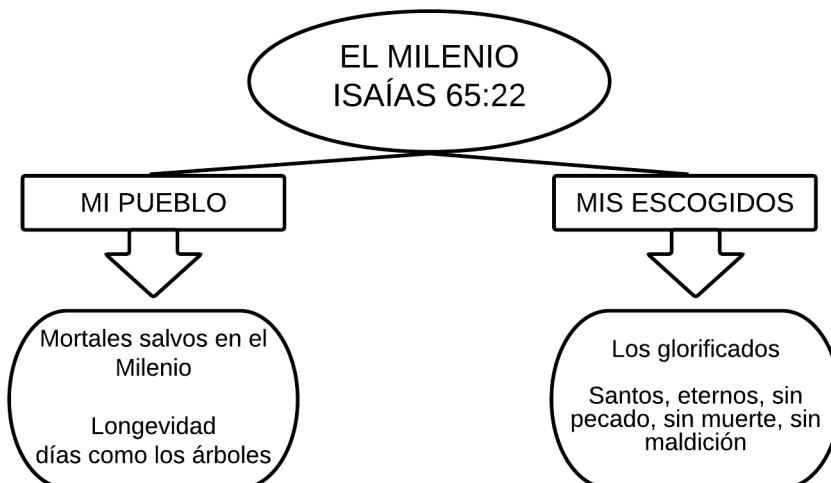 EL MILENIO
ISAÍAS 65:22
MI PUEBLO
MIS ESCOGIDOS
Mortales salvos en el
Milenio
Longevidad
días como los árboles
Los glorificados
Santos, eternos, sin
pecado, sin muerte, sin
maldición